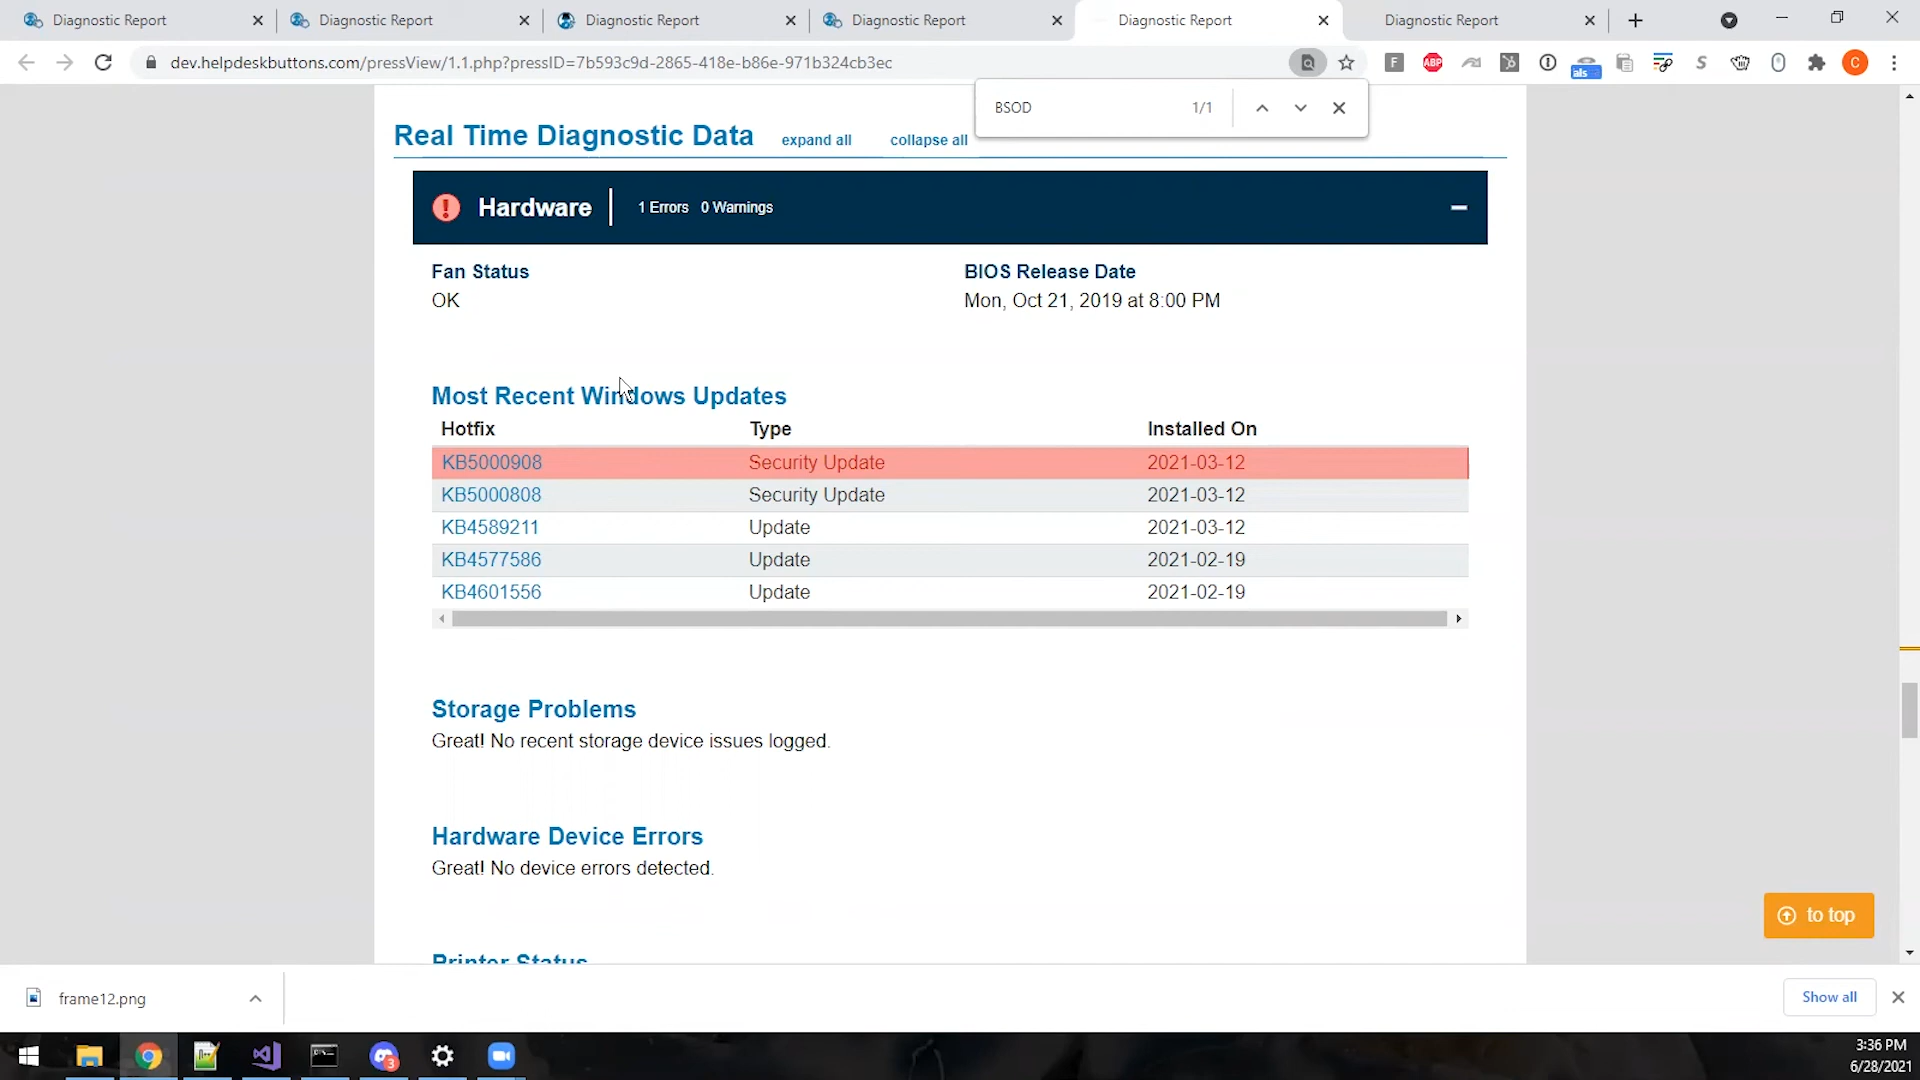 Diagnostic Report
Diagnostic Report
Diagnostic Report
Diagnostic Report
Diagnostic Report
Diagnostic Report
dev.helpdeskbuttons.com/pressView/1.1.php?pressID=7b593c9d-2865-418e-b86e-971b324cb3ec
F
ABP
als
S
C
BSOD 1/1
Real Time Diagnostic Data expand all collapse all
Hardware 1 Errors 0 Warnings
Fan Status BIOS Release Date
OK Mon, Oct 21, 2019 at 8:00 PM
Most Recent Windows Updates
Hotfix Type Installed On
KB5000908 Security Update 2021-03-12
KB5000808 Security Update 2021-03-12
KB4589211 Update 2021-03-12
KB4577586 Update 2021-02-19
KB4601556 Update 2021-02-19
Storage Problems
Great! No recent storage device issues logged.
Hardware Device Errors
Great! No device errors detected.
to top
Printer Status
frame12.png Show all
3
3:36 PM
6/28/2021